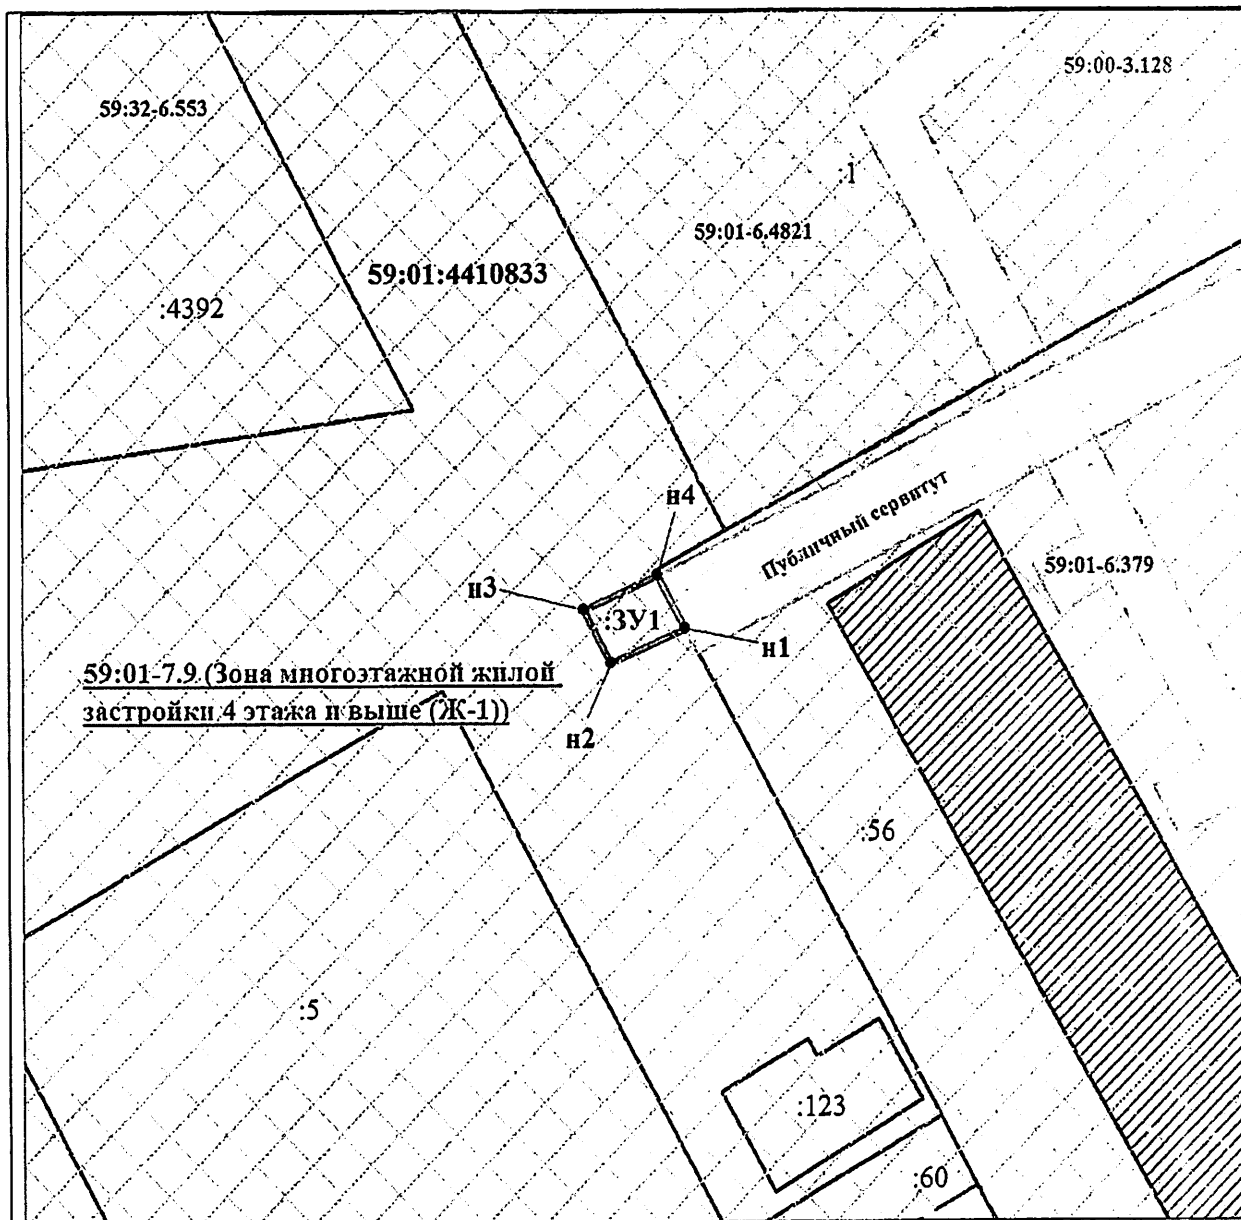 59:00-3.128
59:32-6.553
:1
59:01-6.4821
59:01:4410833
:4392
н4
Публичный сервитут
59:01-6.379
н3
:ЗУ1
н1
59:01-7.9 (Зона многоэтажной жилой
застройки 4 этажа и выше (Ж-1))
н2
:56
:5
:123
:60